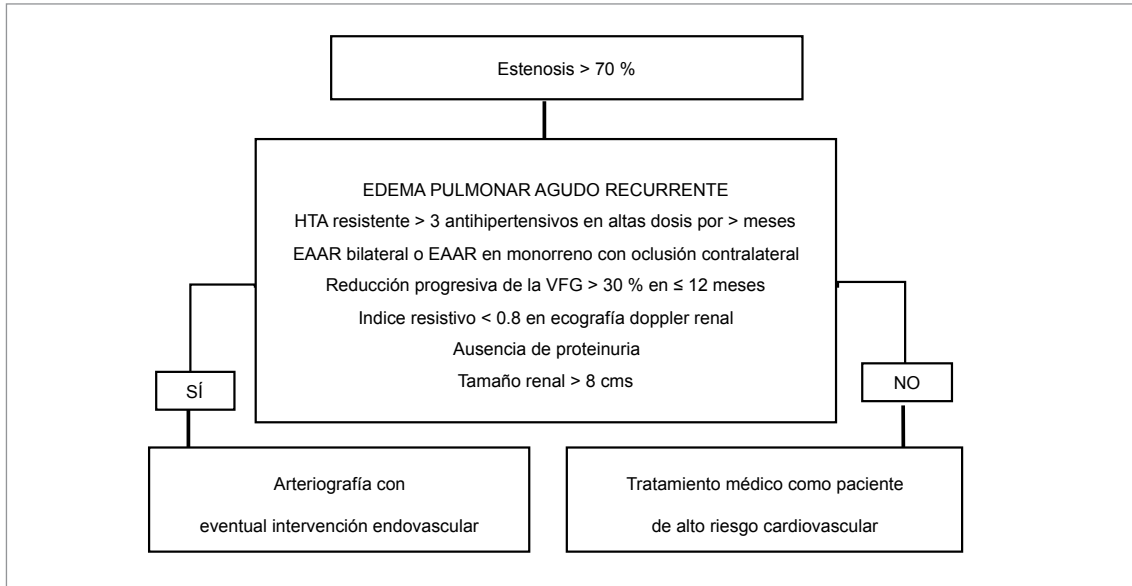 Estenosis > 70 %
EDEMA PULMONAR AGUDO RECURRENTE
HTA resistente > 3 antihipertensivos en altas dosis por > meses
EAAR bilateral o EAAR en monorreno con oclusión contralateral
Reducción progresiva de la VFG > 30 % en ≤ 12 meses
Indice resistivo < 0.8 en ecografía doppler renal
Ausencia de proteinuria
Tamaño renal > 8 cms
SÍ
NO
Arteriografía con
eventual intervención endovascular
Tratamiento médico como paciente
de alto riesgo cardiovascular